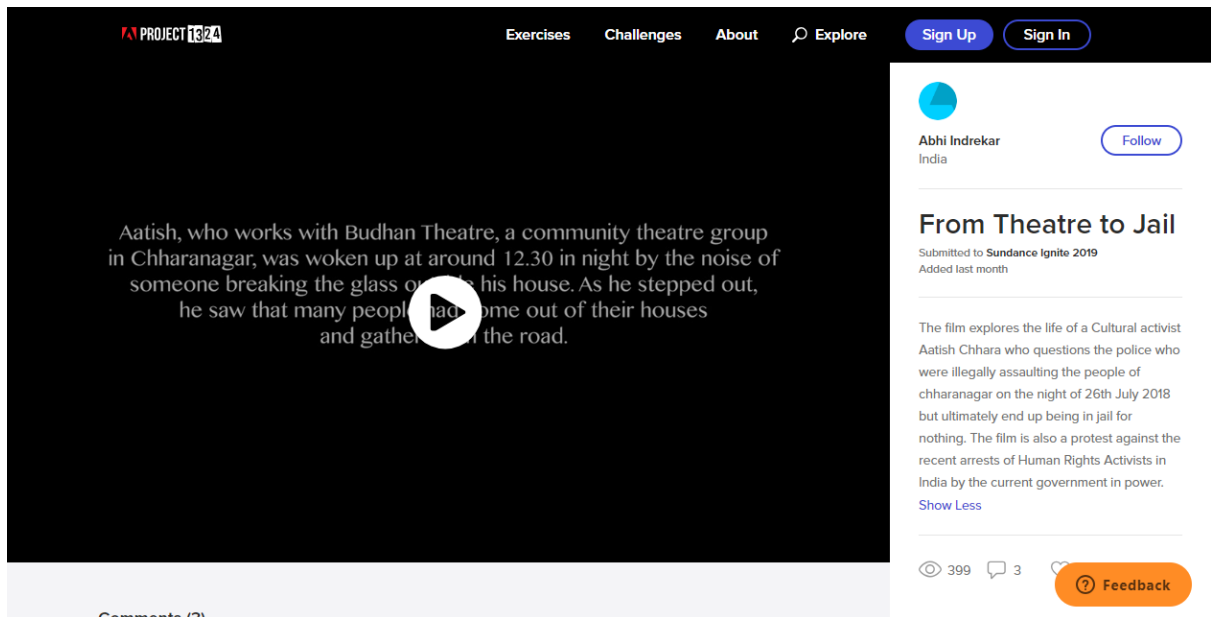 PROJECT 1324 Exercises Challenges About Explore Sign Up Sign In
Aatish, who works with Budhan Theatre, a community theatre group
in Chharanagar, was woken up at around 12.30 in night by the noise of
someone breaking the glass his house. As he stepped out,
he saw that many people had come out of their houses
and the road.
Abhi Indrekar
Follow
India
From Theatre to Jail
Submitted to Sundance Ignite 2019
Added last month
The film explores the life of a Cultural activist
Aatish Chhara who questions the police who
were illegally assaulting the people of
chharanagar on the night of 26th July 2018
but ultimately end up being in jail for
nothing. The film is also a protest against the
recent arrests of Human Rights Activists in
India by the current government in power.
Show Less
399 3
Feedback